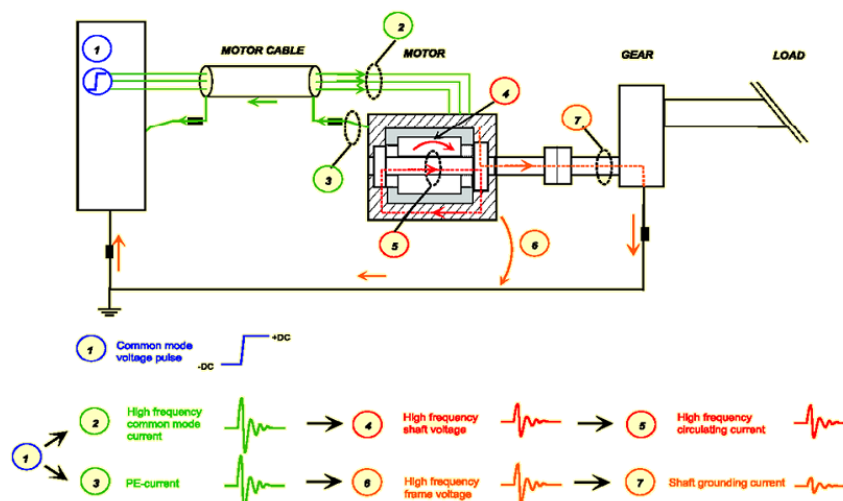 2
1
MOTOR CABLE
MOTOR
GEAR
LOAD
4
7
3
5
6
1
Common mode
voltage pulse
-DC
+DC
2
High frequency
common mode
current
4
High frequency
shaft voltage
5
High frequency
circulating current
1
3
PE-current
6
High frequency
frame voltage
7
Shaft grounding current